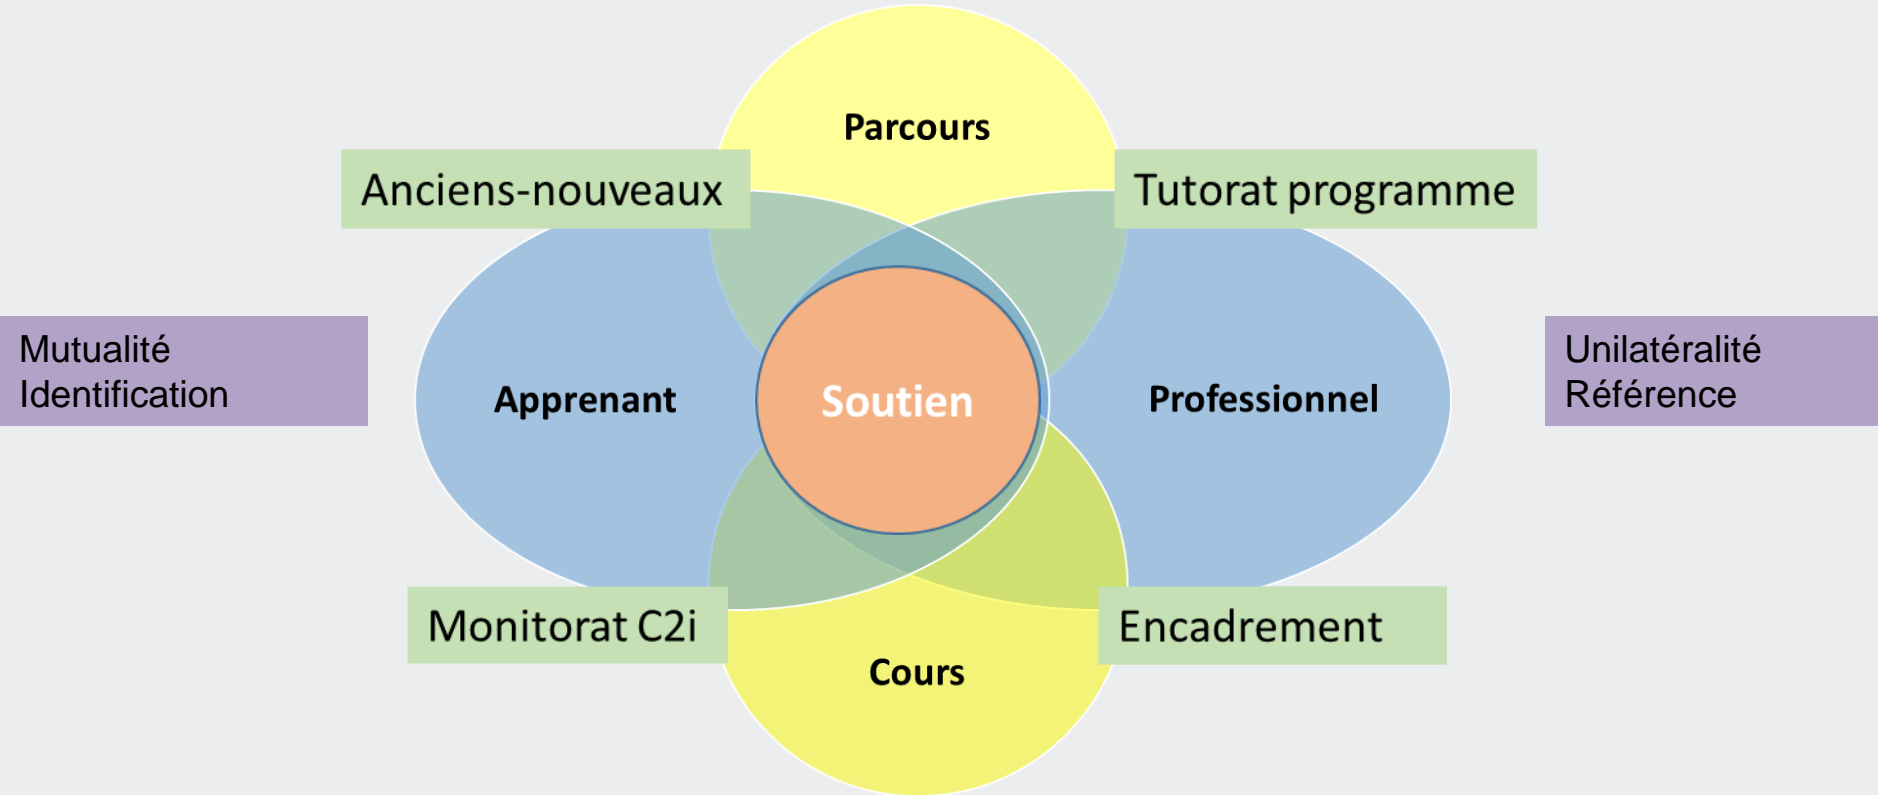 Parcours
Anciens-nouveaux
Tutorat programme
Mutualité
Identification
Apprenant
Soutien
Professionnel
Unilatéralité
Référence
Monitorat C2i
Encadrement
Cours